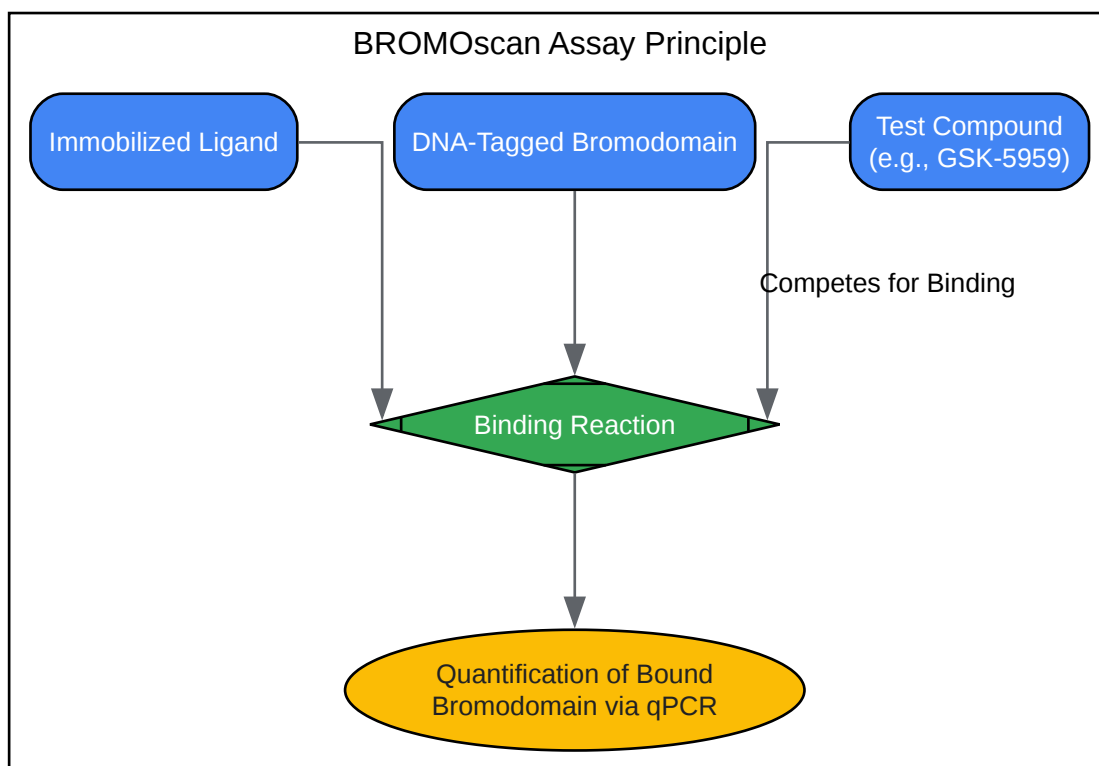 BROMOscan Assay Principle
Immobilized Ligand
DNA-Tagged Bromodomain
Test Compound
(e.g., GSK-5959)
Competes for Binding
Binding Reaction
Quantification of Bound
Bromodomain via qPCR